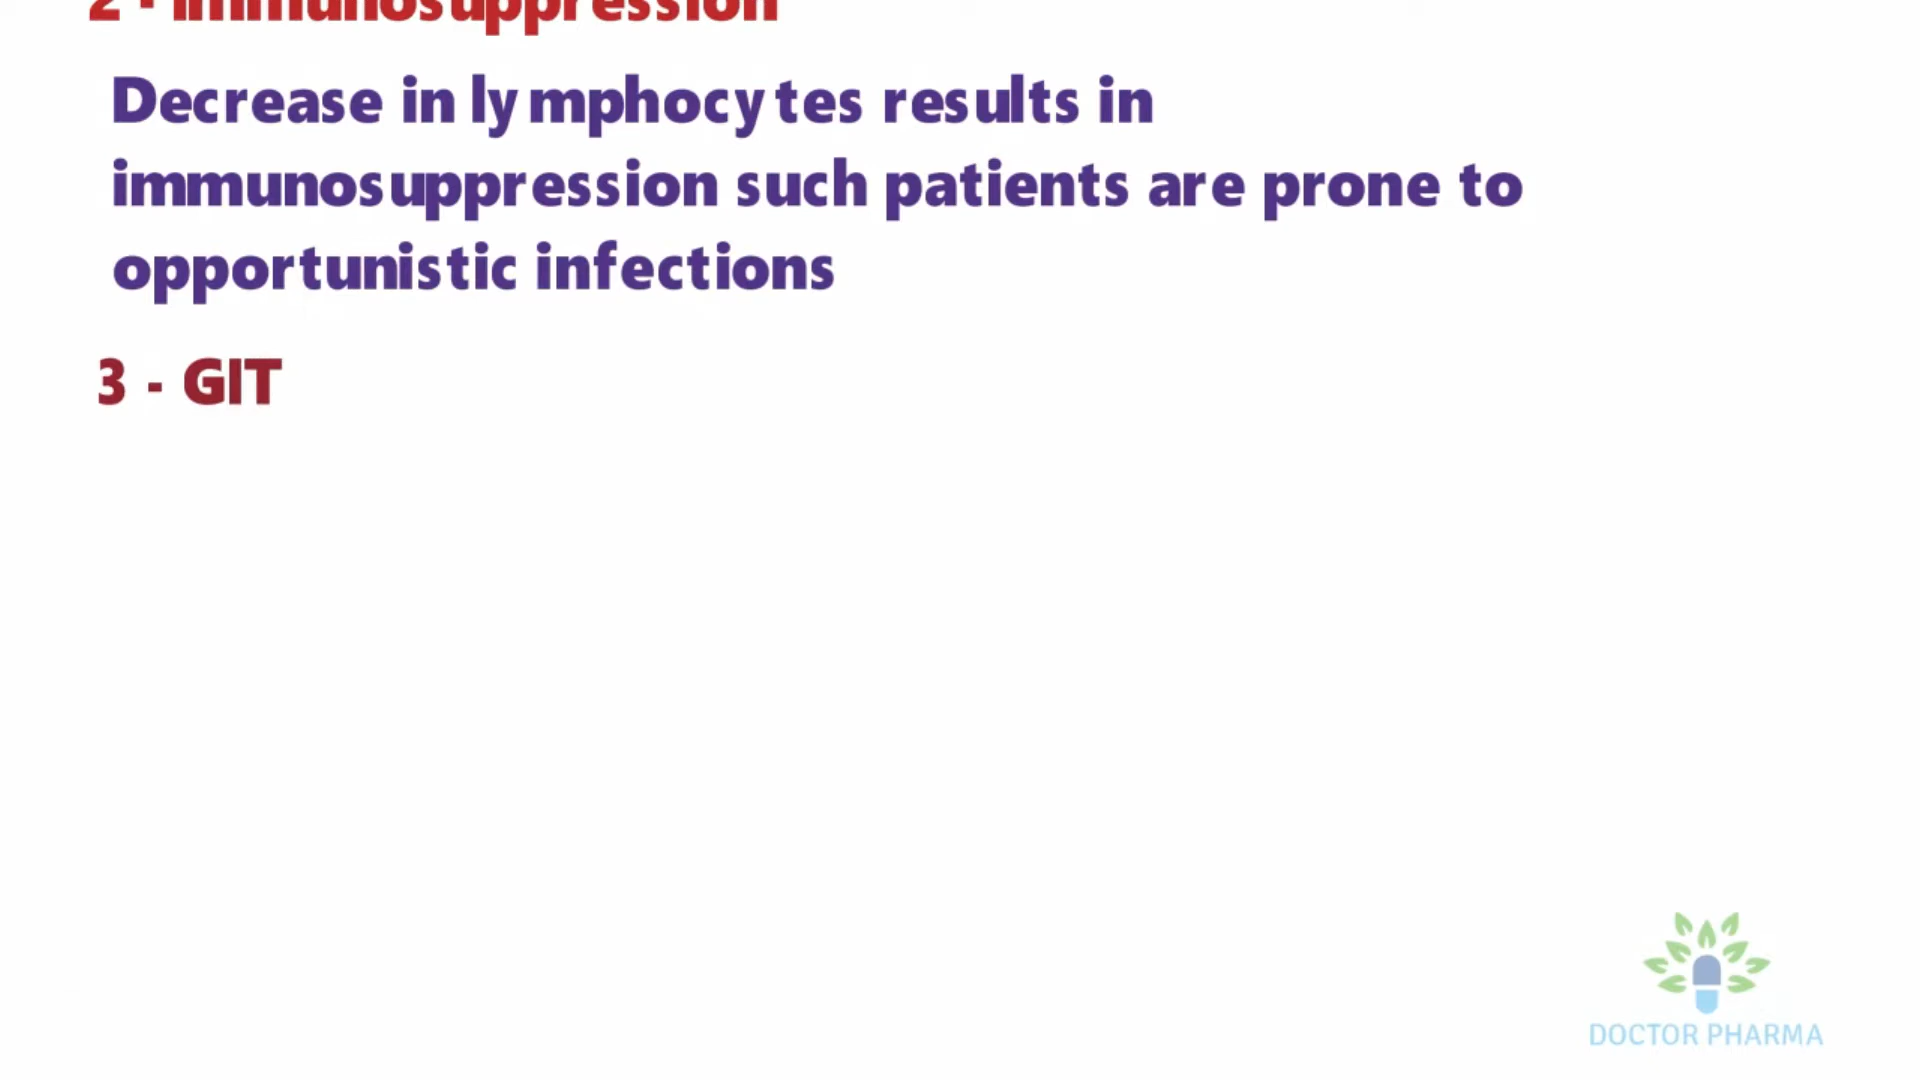 2 - Immunosuppression
Decrease in lymphocytes results in
immunosuppression such patients are prone to
opportunistic infections
3 - GIT
DOCTOR PHARMA